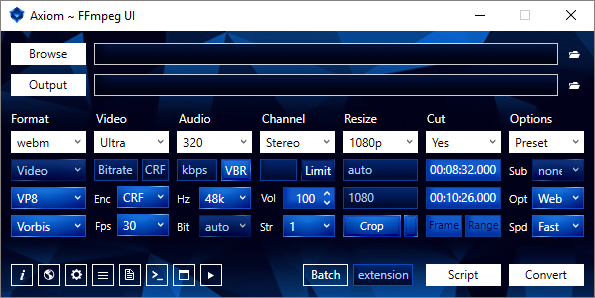 Axiom ~ FFmpeg UI
Browse
Output
Format Video Audio Channel Resize Cut Options
webm Ultra 320 Stereo 1080p Yes Preset
Video Bitrate CRF kbps VBR Limit auto 00:08:32.000 Sub none
VP8 Enc CRF Hz 48k Vol 100 1080 00:10:26.000 Opt Web
Vorbis Fps 30 Bit auto Str 1 Crop Frame Range Spd Fast
i >_ Batch extension Script Convert